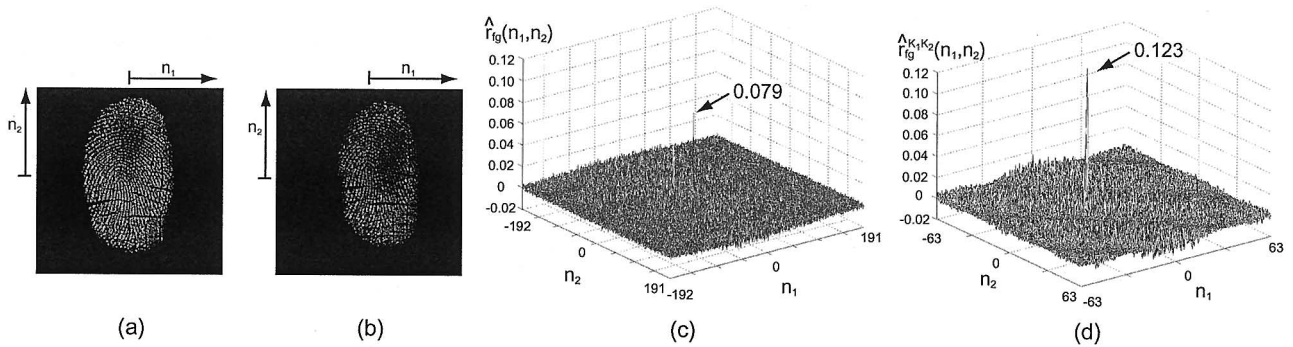 n₁
n₂
(a)
n₁
n₂
(b)
r̂fg(n₁,n₂)
0.12
0.10
0.08
0.06
0.04
0.02
0
-0.02
0.079
-192
0
191
n₂
-192
0
191
n₁
(c)
r̂fg^K₁K₂(n₁,n₂)
0.12
0.10
0.08
0.06
0.04
0.02
0
-0.02
0.123
-63
0
63
n₂
-63
0
63
n₁
(d)